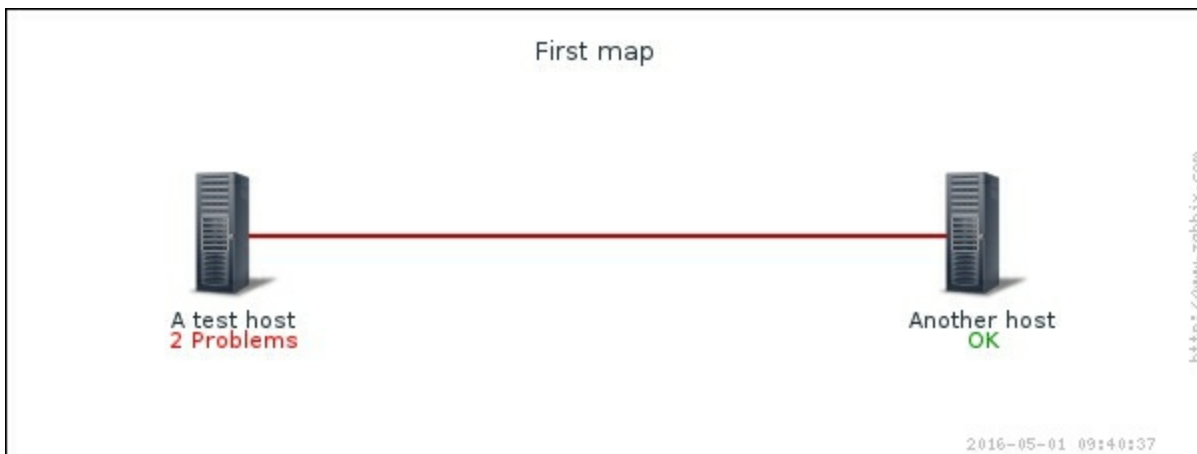 First map
A test host
2 Problems
Another host
OK
http://www.zabbix.com
2016-05-01 09:40:37